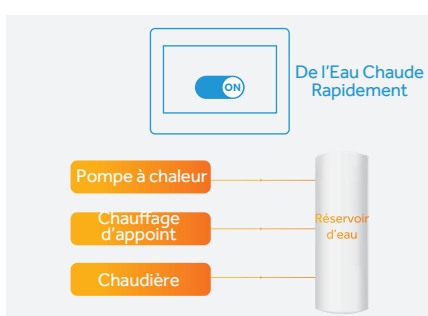 ON
De l'Eau Chaude
Rapidement
Pompe à chaleur
Chauffage
d'appoint
Chaudière
Réservoir
d'eau